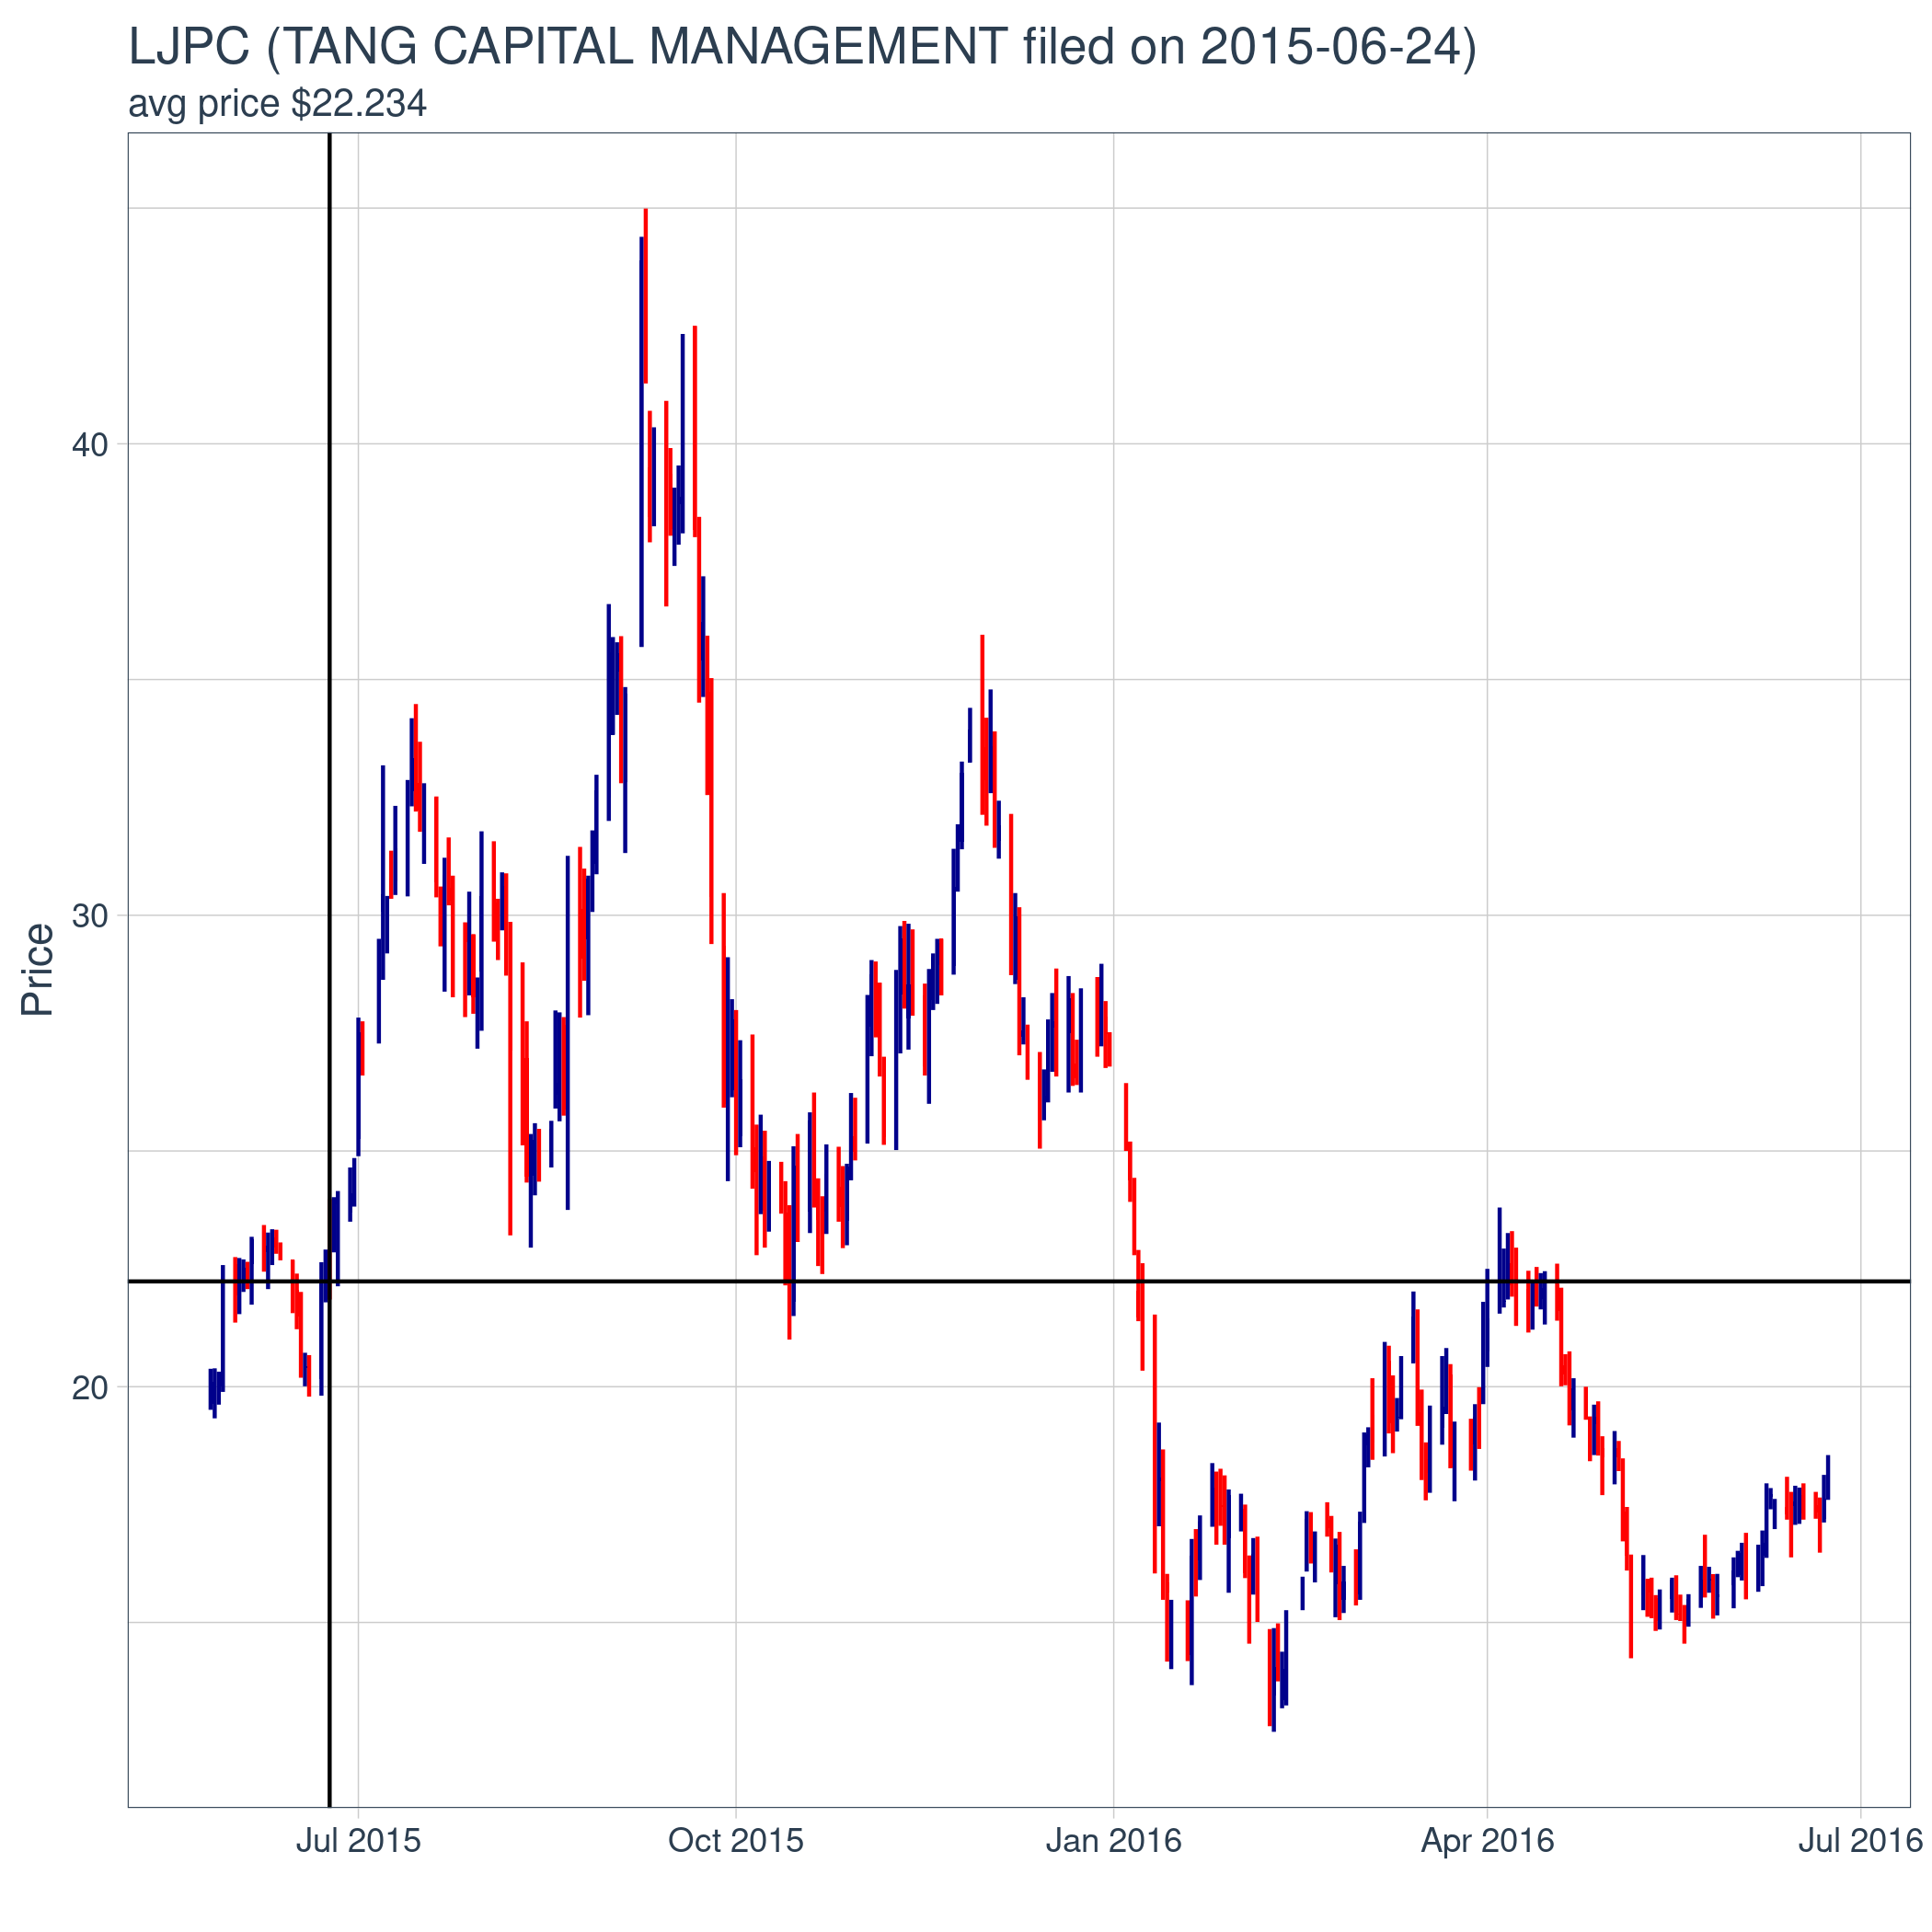 LJPC (TANG CAPITAL MANAGEMENT filed on 2015-06-24)
avg price $22.234
Price
40
30
20
Jul 2015 Oct 2015 Jan 2016 Apr 2016 Jul 2016